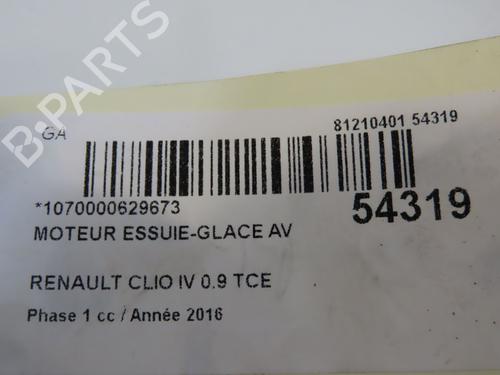 B-PARTS
GA
81210401 54319
*1070000629673
54319
MOTEUR ESSUIE-GLACE AV
RENAULT CLIO IV 0.9 TCE
Phase 1 cc / Année 2016